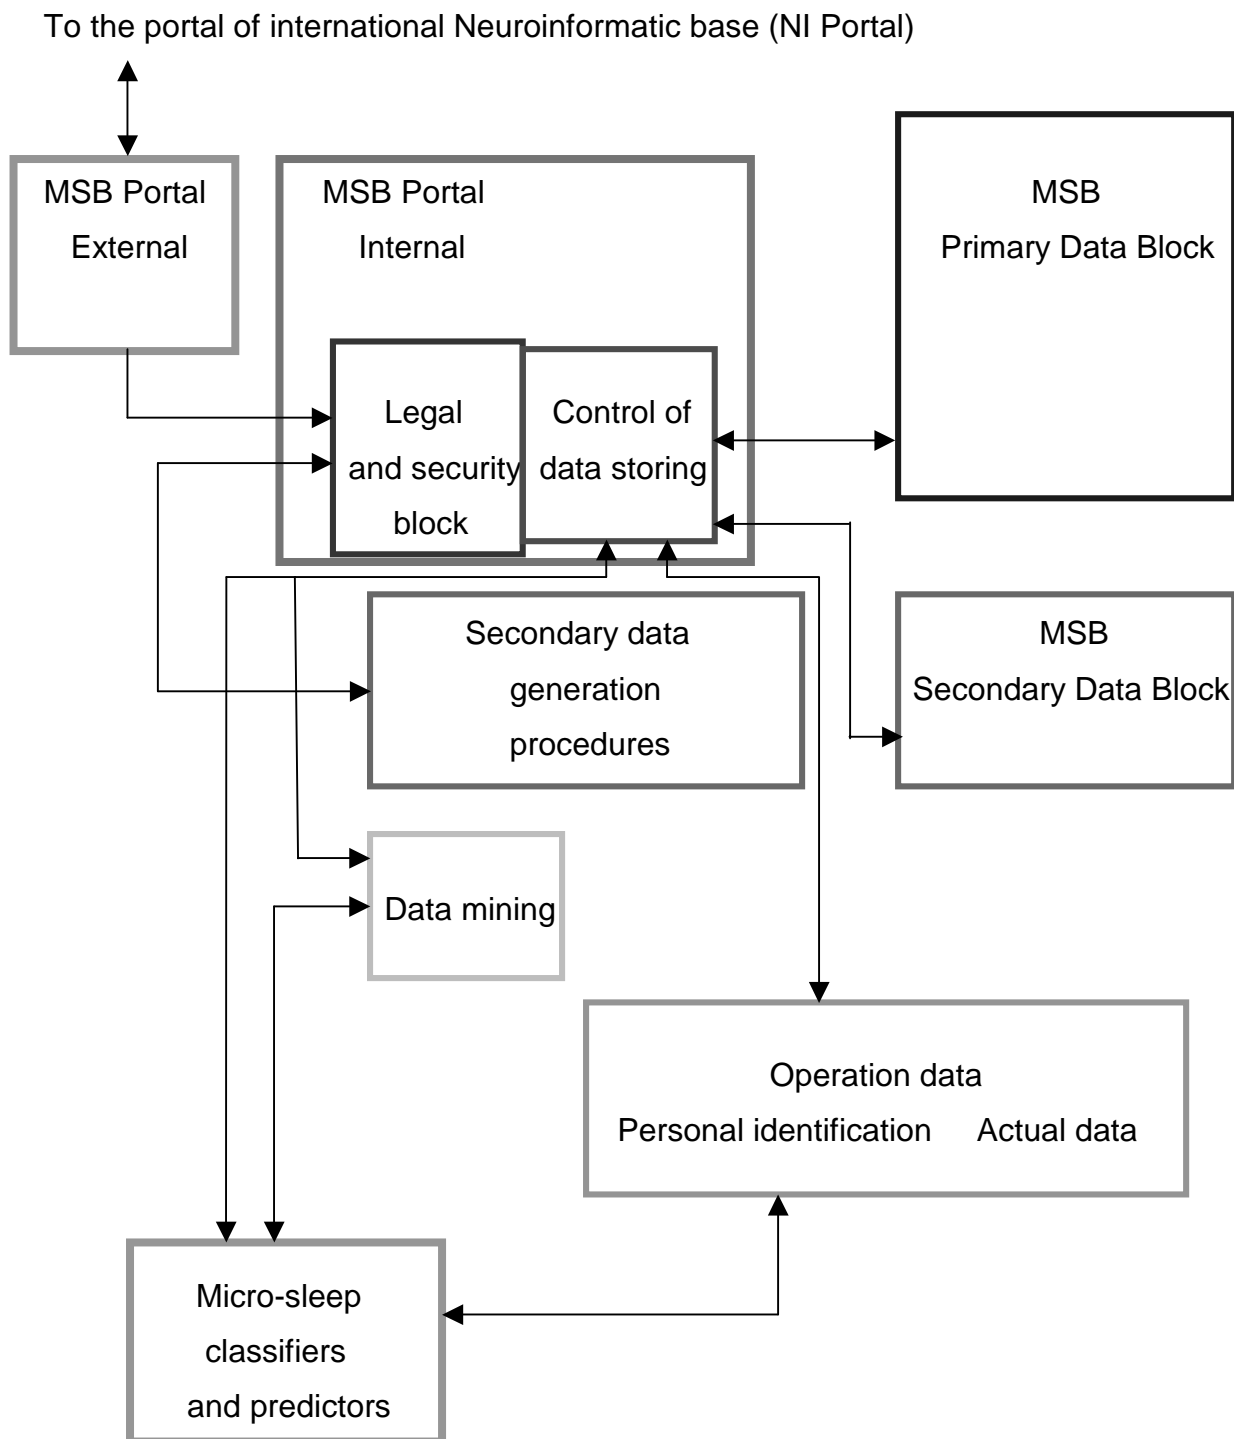 To the portal of international Neuroinformatic base (NI Portal)
MSB Portal
External
MSB Portal
Internal
MSB
Primary Data Block
Legal
and security
block
Control of
data storing
Secondary data
generation
procedures
MSB
Secondary Data Block
Data mining
Operation data
Personal identification Actual data
Micro-sleep
classifiers
and predictors